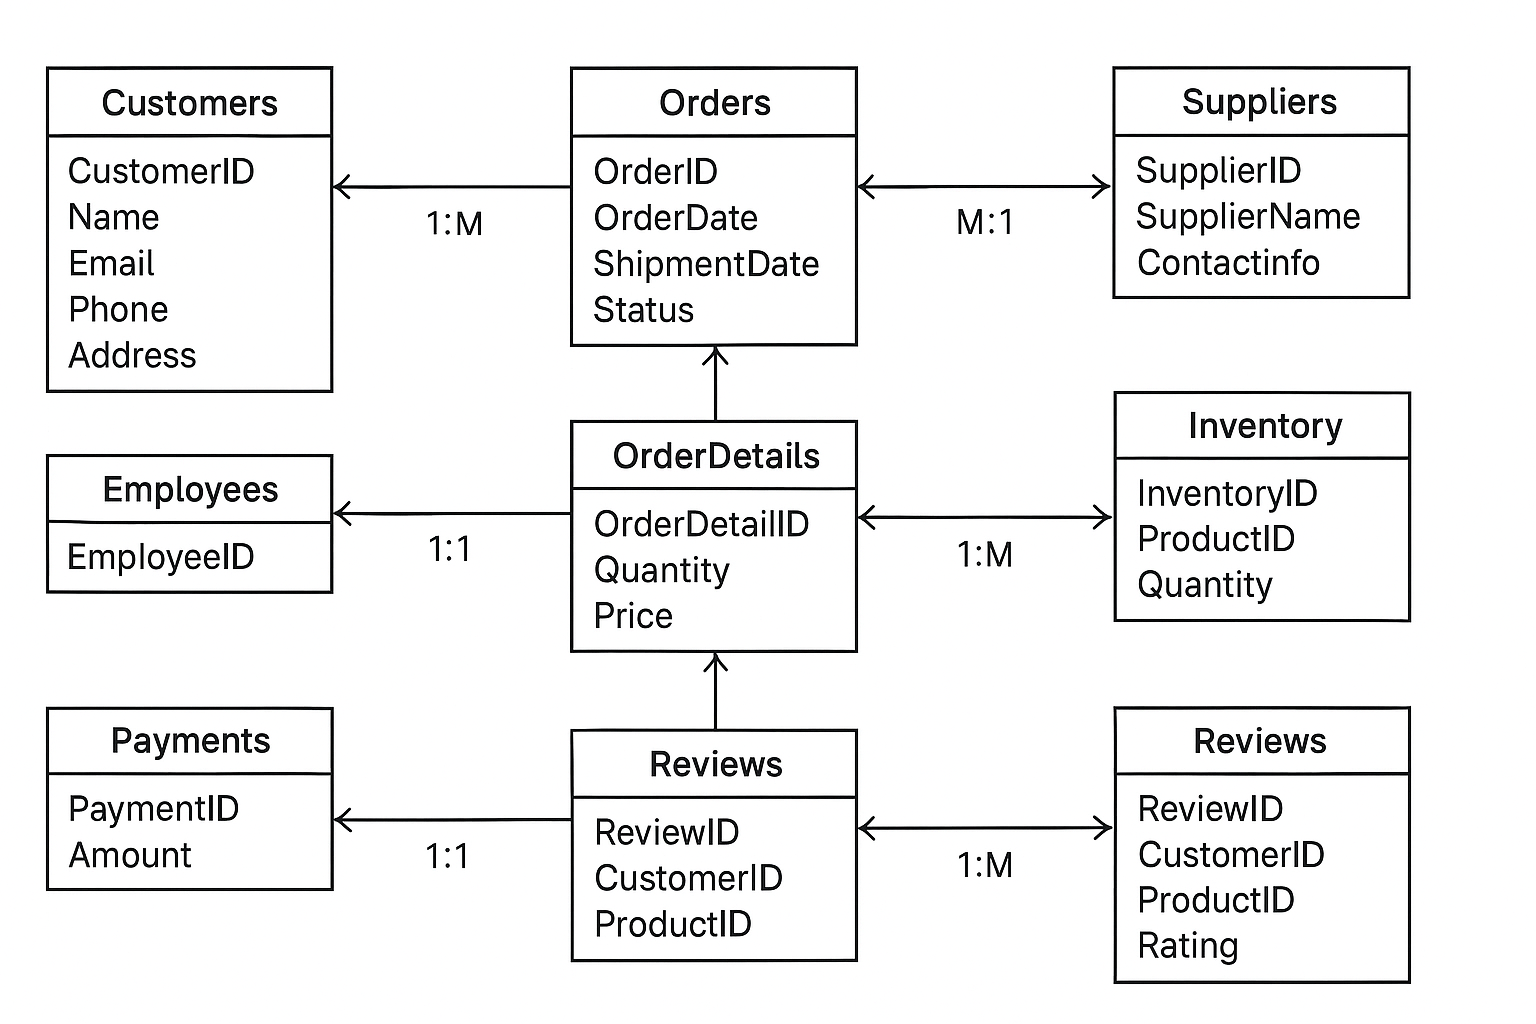 Customers
CustomerID
Name
Email
Phone
Address
1:M
Orders
OrderID
OrderDate
ShipmentDate
Status
M:1
Suppliers
SupplierID
SupplierName
Contactinfo
Employees
EmployeeID
1:1
OrderDetails
OrderDetailID
Quantity
Price
1:M
Inventory
InventoryID
ProductID
Quantity
Payments
PaymentID
Amount
1:1
Reviews
ReviewID
CustomerID
ProductID
1:M
Reviews
ReviewID
CustomerID
ProductID
Rating